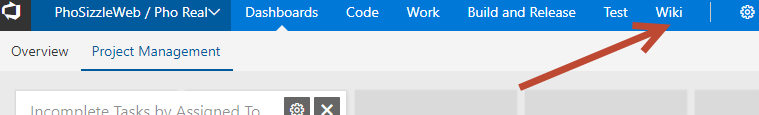 PhoSizzleWeb / Pho Real Dashboards Code Work Build and Release Test Wiki
Overview Project Management
Incomplete Tasks by Assigned To